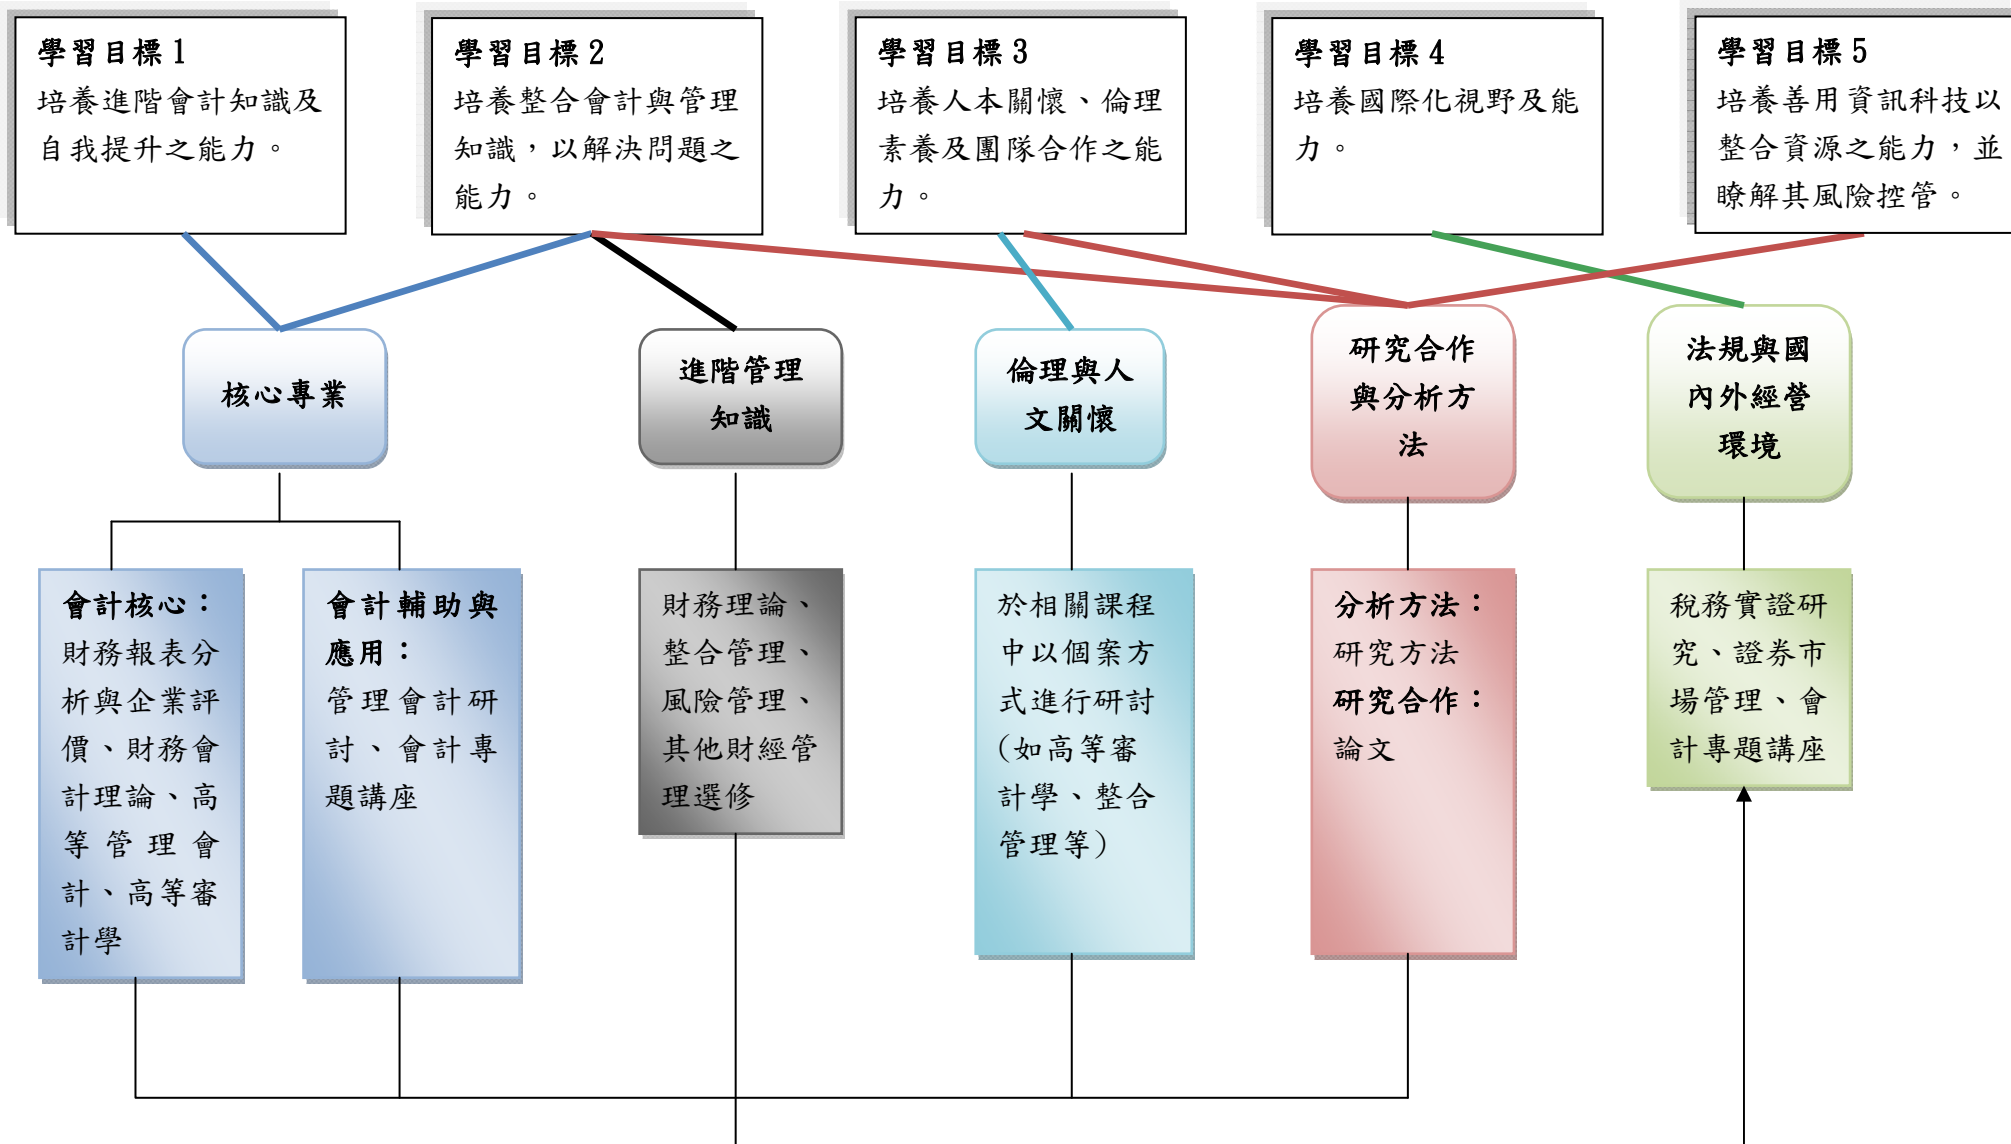 學習目標 1
培養進階會計知識及
自我提升之能力。
學習目標 2
培養整合會計與管理
知識，以解決問題之
能力。
學習目標 3
培養人本關懷、倫理
素養及團隊合作之能
力。
學習目標 4
培養國際化視野及能
力。
學習目標 5
培養善用資訊科技以
整合資源之能力，並
瞭解其風險控管。
核心專業
進階管理
知識
倫理與人
文關懷
研究合作
與分析方
法
法規與國
內外經營
環境
會計核心：
財務報表分
析與企業評
價、財務會
計理論、高
等管理會
計、高等審
計學
會計輔助與
應用：
管理會計研
討、會計專
題講座
財務理論、
整合管理、
風險管理、
其他財經管
理選修
於相關課程
中以個案方
式進行研討
(如高等審
計學、整合
管理等)
分析方法：
研究方法
研究合作：
論文
稅務實證研
究、證券市
場管理、會
計專題講座